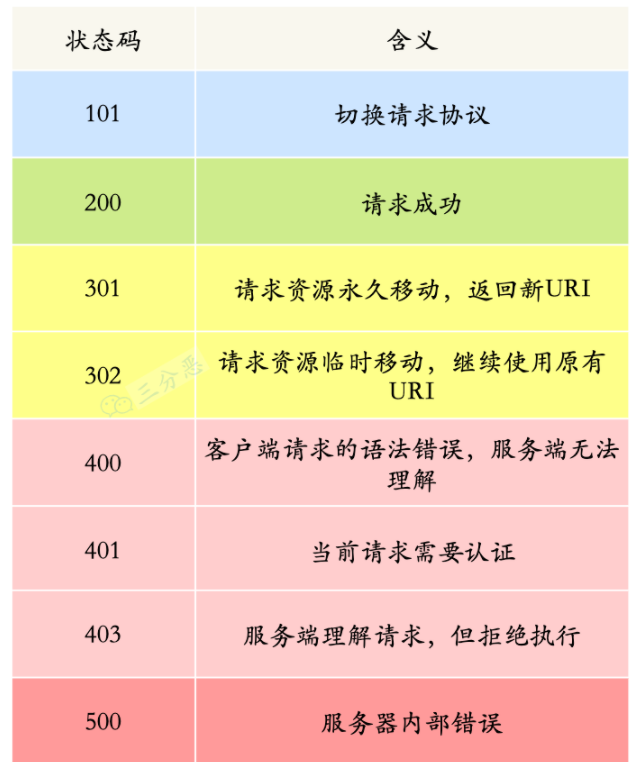 状态码 含义
101 切换请求协议
200 请求成功
301 请求资源永久移动，返回新URI
302 请求资源临时移动，继续使用原有
URI
三分恶
400 客户端请求的语法错误，服务端无法
理解
401 当前请求需要认证
403 服务端理解请求，但拒绝执行
500 服务器内部错误